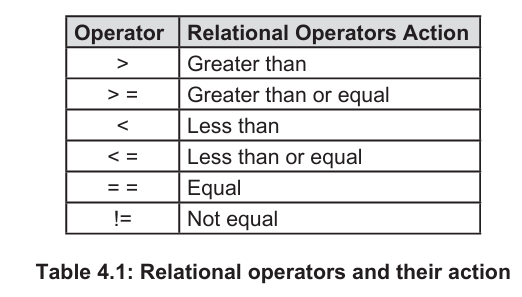 Operator Relational Operators Action
> Greater than
> = Greater than or equal
< Less than
< = Less than or equal
= = Equal
!= Not equal
Table 4.1: Relational operators and their action